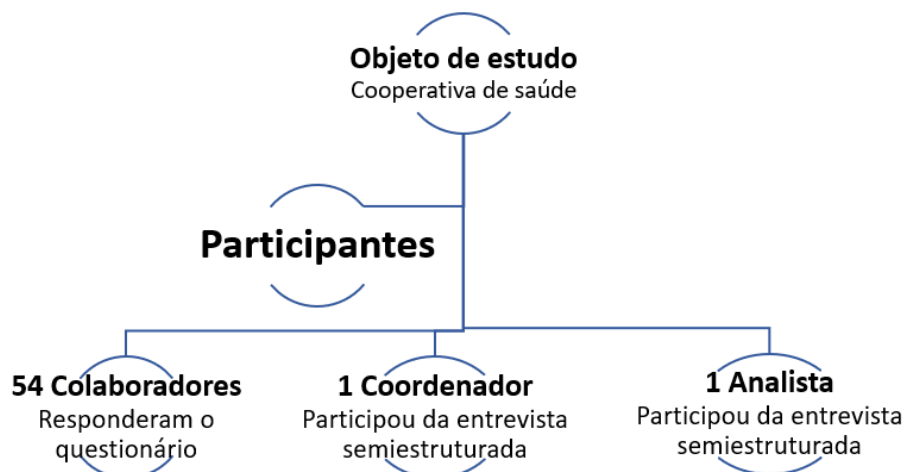 Objeto de estudo
Cooperativa de saúde
Participantes
54 Colaboradores
Responderam o
questionário
1 Coordenador
Participou da entrevista
semiestruturada
1 Analista
Participou da entrevista
semiestruturada